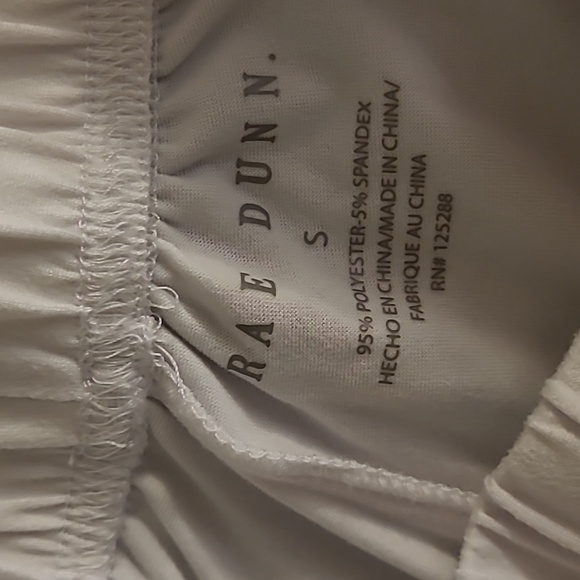 RAE DUNN.
S
95% POLYESTER-5% SPANDEX
HECHO EN CHINA/MADE IN CHINA/
FABRIQUE AU CHINA
RN# 125288